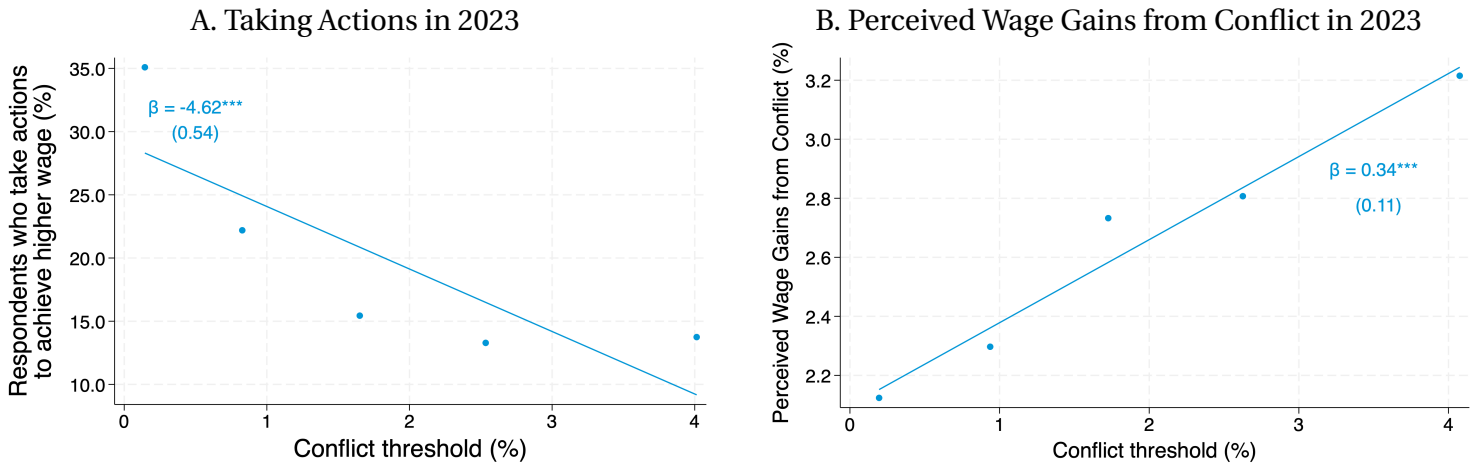 A. Taking Actions in 2023
Respondents who take actions
to achieve higher wage (%)
35.0
30.0
25.0
20.0
15.0
10.0
β = -4.62***
(0.54)
0
1
2
3
4
Conflict threshold (%)
B. Perceived Wage Gains from Conflict in 2023
Perceived Wage Gains from Conflict (%)
3.2
3.0
2.8
2.6
2.4
2.2
β = 0.34***
(0.11)
0
1
2
3
4
Conflict threshold (%)